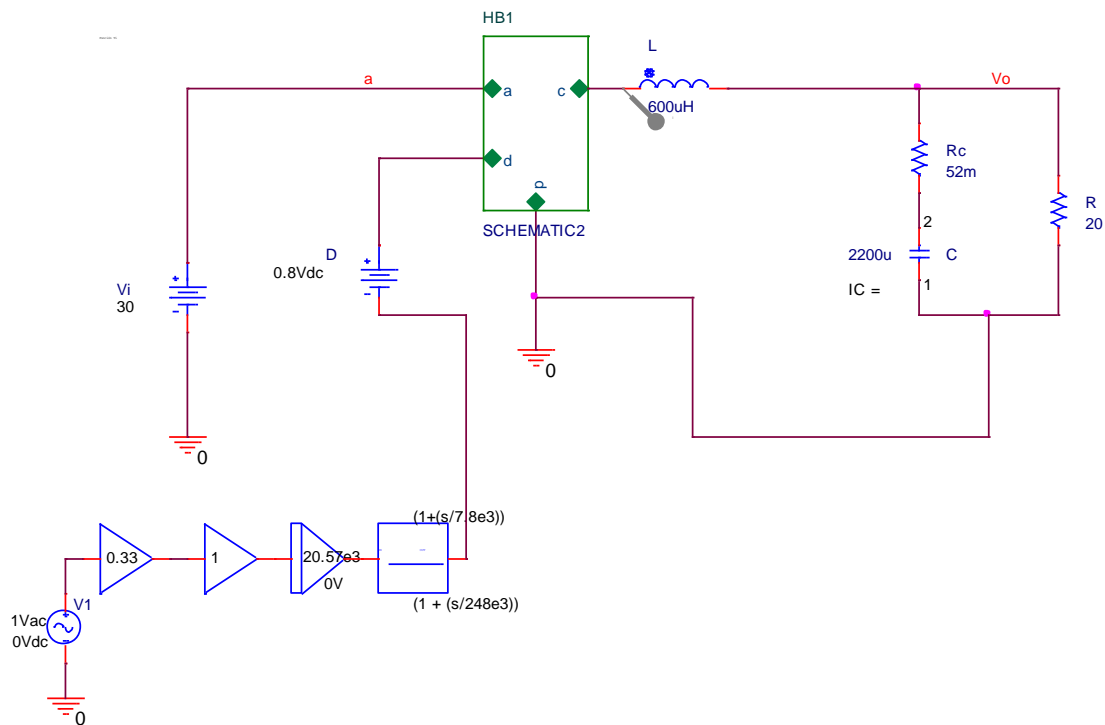 HB1
a
a
c
L
600uH
Vo
d
p
SCHEMATIC2
Rc
52m
R
20
2
2200u
C
IC =
1
D
0.8Vdc
Vi
30
0
0
(1+(s/7.8e3))
0.33
1
20.57e3
0V
(1 + (s/248e3))
V1
1Vac
0Vdc
0